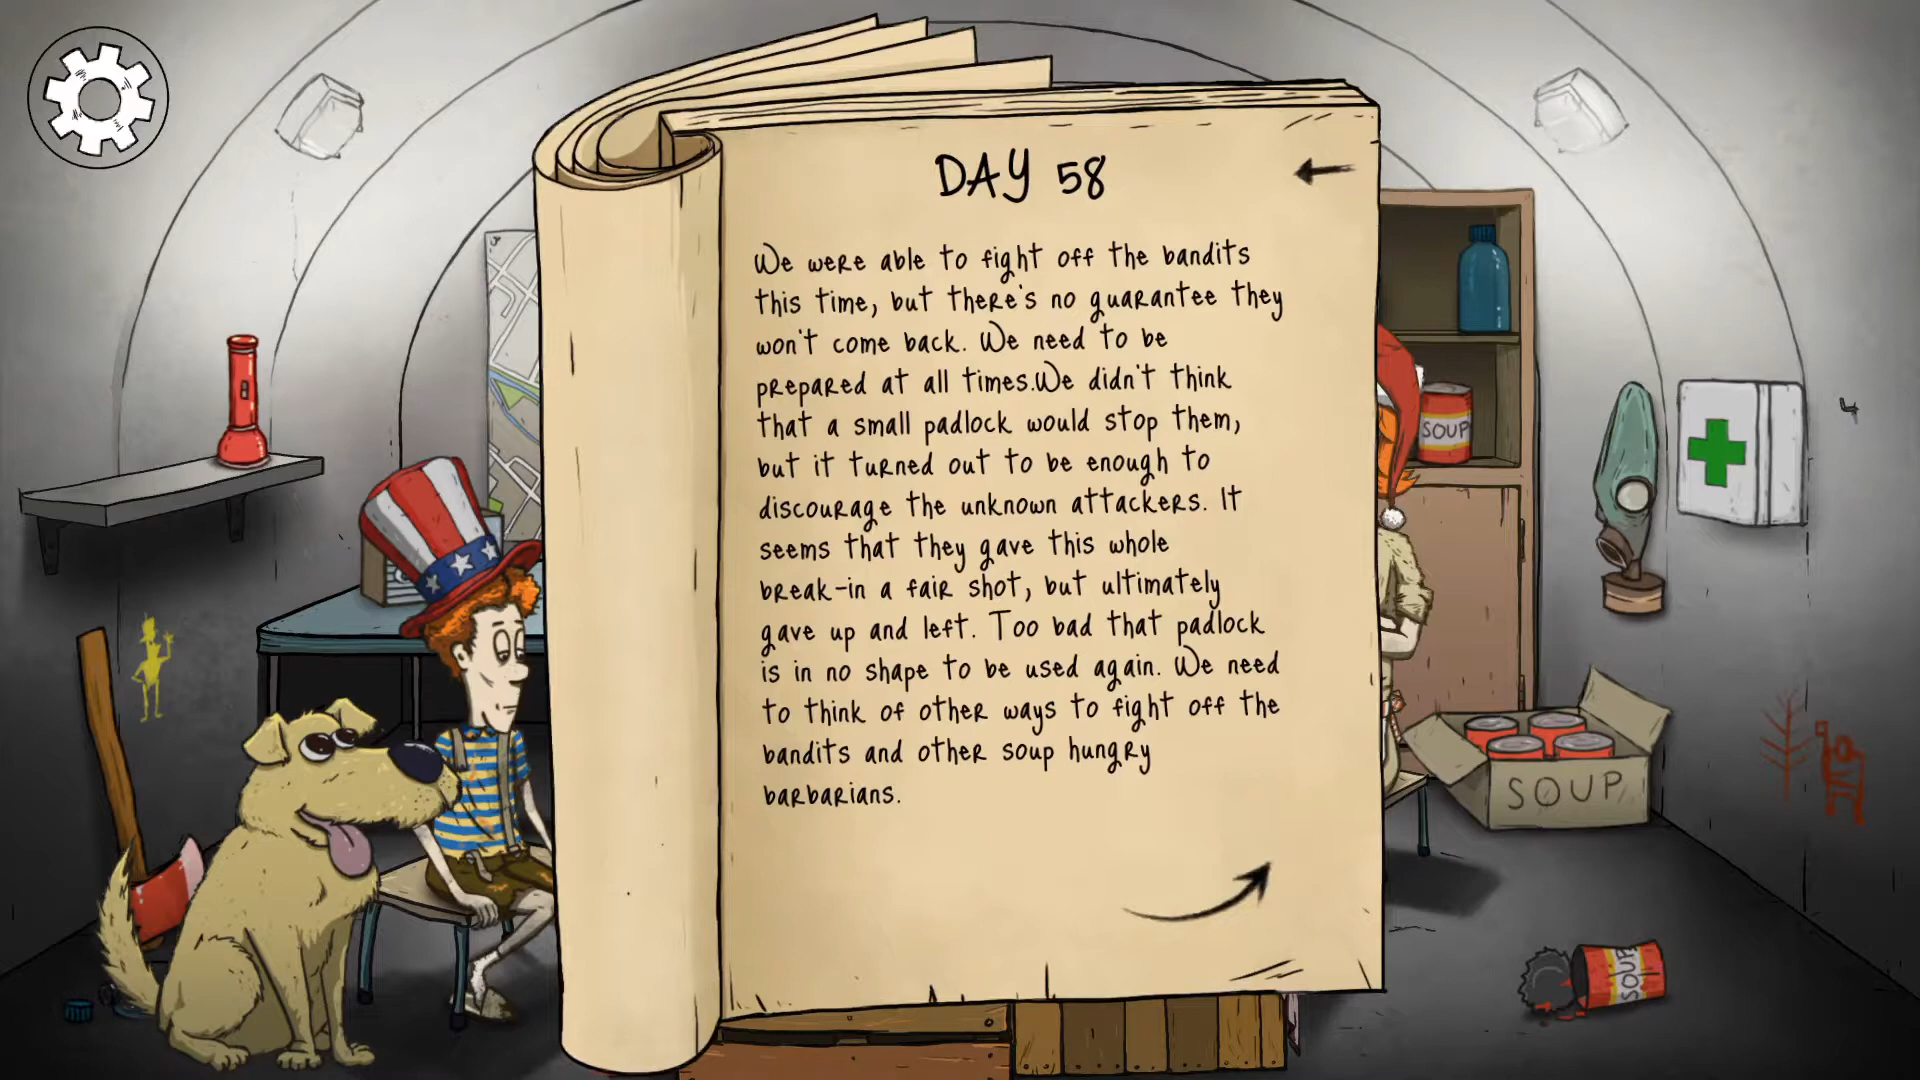 DAY 58
We were able to fight off the bandits
this time, but there's no guarantee they
won't come back. We need to be
prepared at all times.We didn't think
that a small padlock would stop them,
but it turned out to be enough to
discourage the unknown attackers. It
seems that they gave this whole
break-in a fair shot, but ultimately
gave up and left. Too bad that padlock
is in no shape to be used again. We need
to think of other ways to fight off the
bandits and other soup hungry
barbarians.
SOUP
SOUP
SOUP